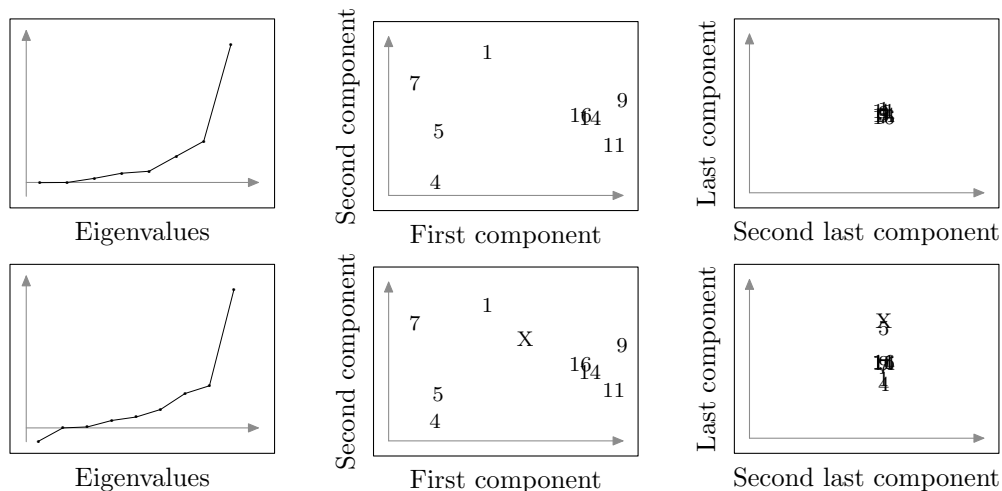 Second component
Last component
1
7
9
16
14
5
11
4
Eigenvalues
First component
Second last component
Second component
Last component
1
7
X
9
16
14
5
11
4
X
5
4
Eigenvalues
First component
Second last component